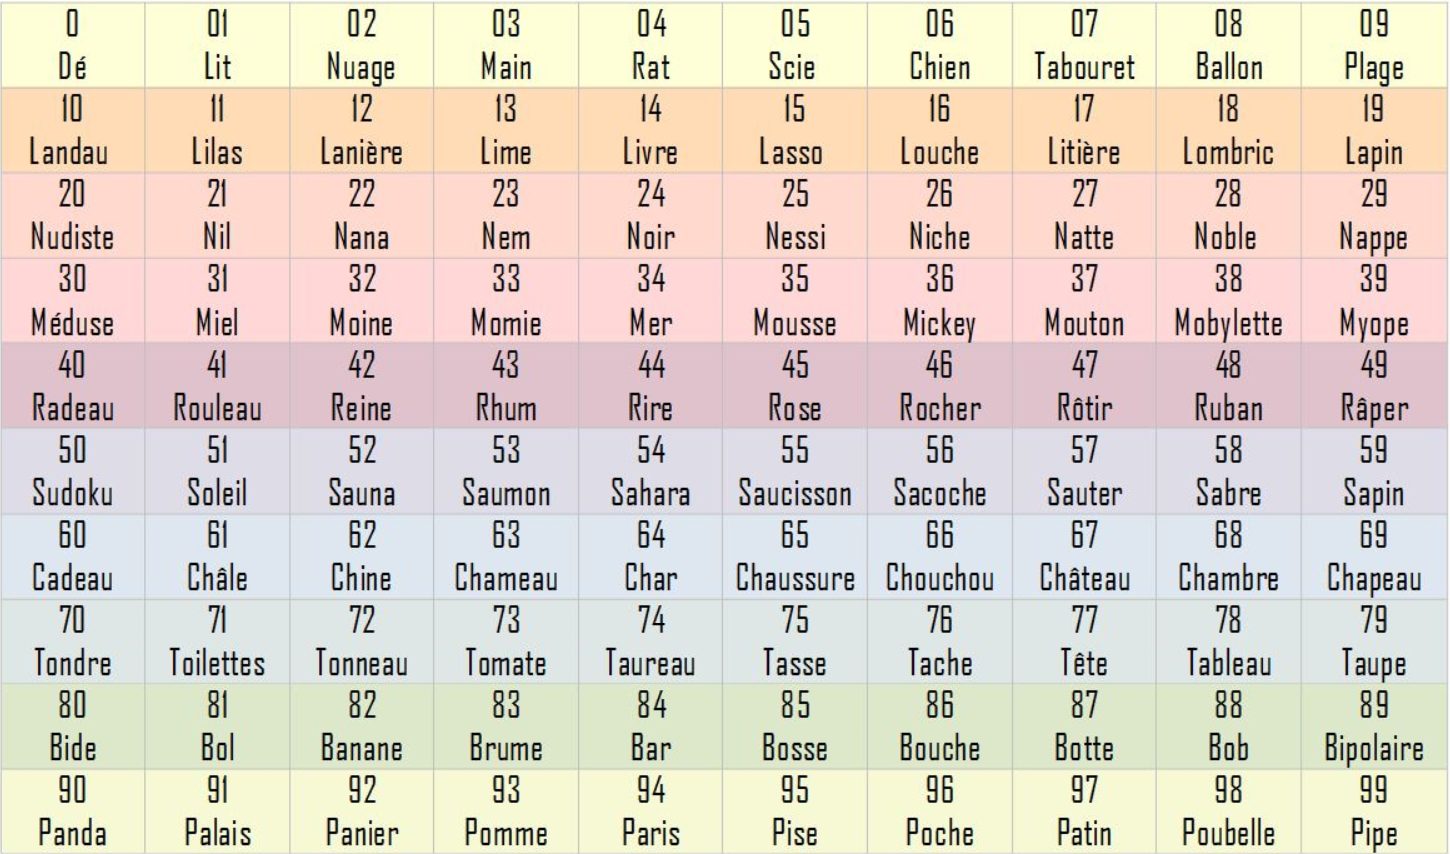 0 01 02 03 04 05 06 07 08 09
Dé Lit Nuage Main Rat Scie Chien Tabouret Ballon Plage
10 11 12 13 14 15 16 17 18 19
Landau Lilas Lanière Lime Livre Lasso Louche Litière Lombric Lapin
20 21 22 23 24 25 26 27 28 29
Nudiste Nil Nana Nem Noir Nessi Niche Natte Noble Nappe
30 31 32 33 34 35 36 37 38 39
Méduse Miel Moine Momie Mer Mousse Mickey Mouton Mobylette Myope
40 41 42 43 44 45 46 47 48 49
Radeau Rouleau Reine Rhum Rire Rose Rocher Rôtir Ruban Râper
50 51 52 53 54 55 56 57 58 59
Sudoku Soleil Sauna Saumon Sahara Saucisson Sacoche Sauter Sabre Sapin
60 61 62 63 64 65 66 67 68 69
Cadeau Châle Chine Chameau Char Chaussure Chouchou Château Chambre Chapeau
70 71 72 73 74 75 76 77 78 79
Tondre Toilettes Tonneau Tomate Taureau Tasse Tache Tête Tableau Taupe
80 81 82 83 84 85 86 87 88 89
Bide Bol Banane Brume Bar Bosse Bouche Botte Bob Bipolaire
90 91 92 93 94 95 96 97 98 99
Panda Palais Panier Pomme Paris Pise Poche Patin Poubelle Pipe